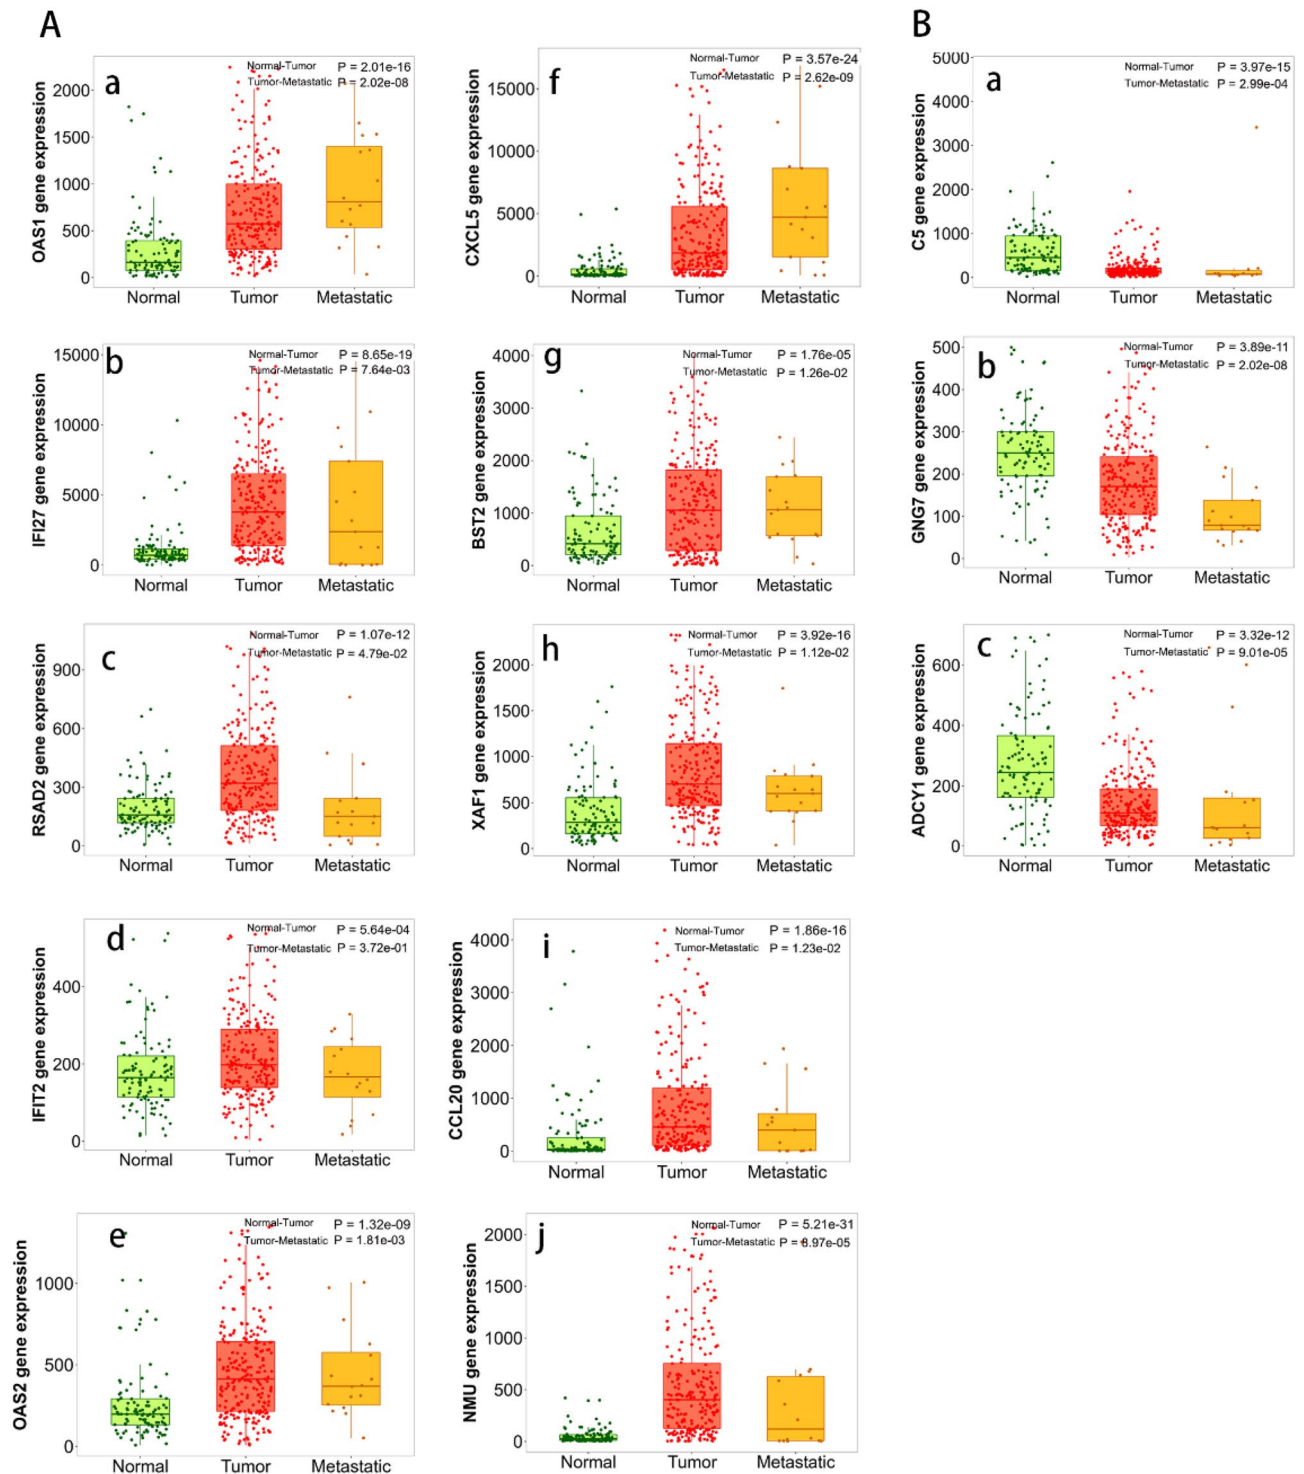 A
a
Normal-Tumor P = 2.01e-16
Tumor-Metastatic P = 2.02e-08
OAS1 gene expression
2000
1500
1000
500
0
Normal Tumor Metastatic
b
Normal-Tumor P = 8.65e-19
Tumor-Metastatic P = 7.64e-03
IFI27 gene expression
15000
10000
5000
0
Normal Tumor Metastatic
c
Normal-Tumor P = 1.07e-12
Tumor-Metastatic P = 4.79e-02
RSAD2 gene expression
900
600
300
0
Normal Tumor Metastatic
d
Normal-Tumor P = 5.64e-04
Tumor-Metastatic P = 3.72e-01
IFIT2 gene expression
400
200
0
Normal Tumor Metastatic
e
Normal-Tumor P = 1.32e-09
Tumor-Metastatic P = 1.81e-03
OAS2 gene expression
1000
500
0
Normal Tumor Metastatic
f
Normal-Tumor P = 3.57e-24
Tumor-Metastatic P = 2.62e-09
CXCL5 gene expression
15000
10000
5000
0
Normal Tumor Metastatic
g
Normal-Tumor P = 1.76e-05
Tumor-Metastatic P = 1.26e-02
BST2 gene expression
4000
3000
2000
1000
0
Normal Tumor Metastatic
h
Normal-Tumor P = 3.92e-16
Tumor-Metastatic P = 1.12e-02
XAF1 gene expression
2000
1500
1000
500
0
Normal Tumor Metastatic
i
Normal-Tumor P = 1.86e-16
Tumor-Metastatic P = 1.23e-02
CCL20 gene expression
4000
3000
2000
1000
0
Normal Tumor Metastatic
j
Normal-Tumor P = 5.21e-31
Tumor-Metastatic P = 8.97e-05
NMU gene expression
2000
1500
1000
500
0
Normal Tumor Metastatic
B
a
Normal-Tumor P = 3.97e-15
Tumor-Metastatic P = 2.99e-04
C5 gene expression
5000
4000
3000
2000
1000
0
Normal Tumor Metastatic
b
Normal-Tumor P = 3.89e-11
Tumor-Metastatic P = 2.02e-08
GNG7 gene expression
500
400
300
200
100
0
Normal Tumor Metastatic
c
Normal-Tumor P = 3.32e-12
Tumor-Metastatic P = 9.01e-05
ADCY1 gene expression
600
400
200
0
Normal Tumor Metastatic